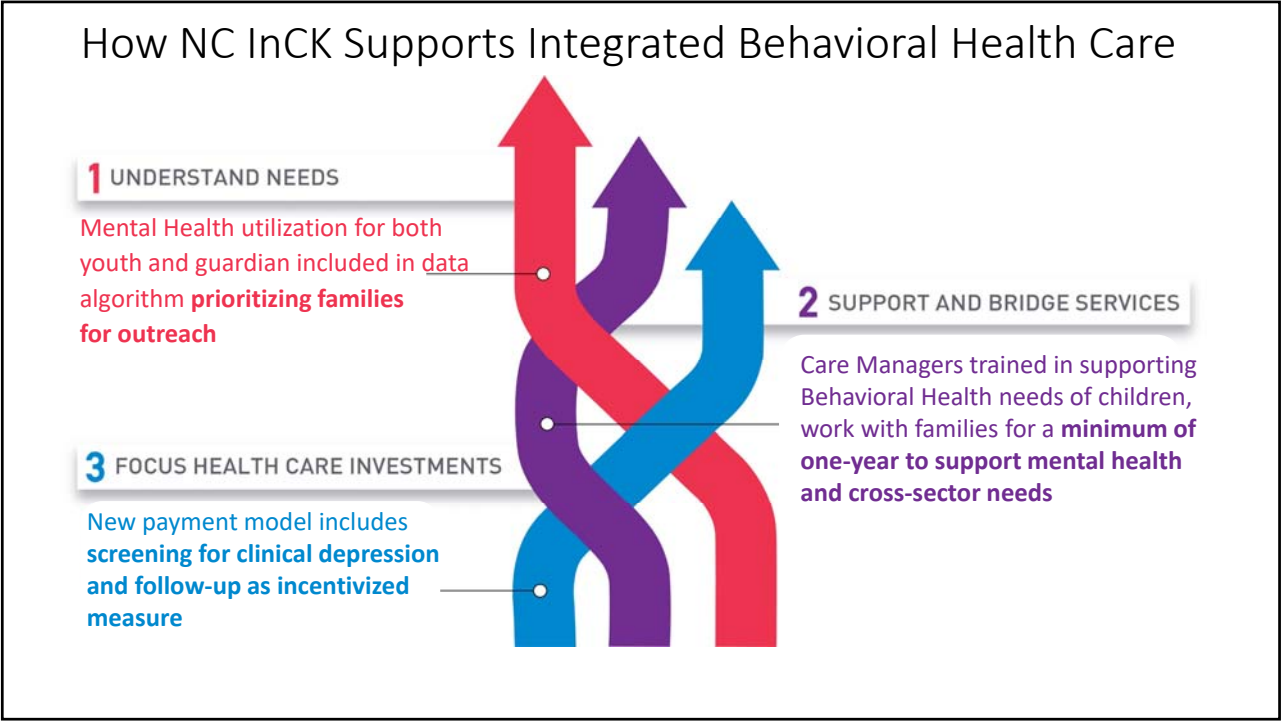 How NC InCK Supports Integrated Behavioral Health Care
1 UNDERSTAND NEEDS
Mental Health utilization for both
youth and guardian included in data
algorithm prioritizing families
for outreach
2 SUPPORT AND BRIDGE SERVICES
Care Managers trained in supporting
Behavioral Health needs of children,
work with families for a minimum of
one-year to support mental health
and cross-sector needs
3 FOCUS HEALTH CARE INVESTMENTS
New payment model includes
screening for clinical depression
and follow-up as incentivized
measure